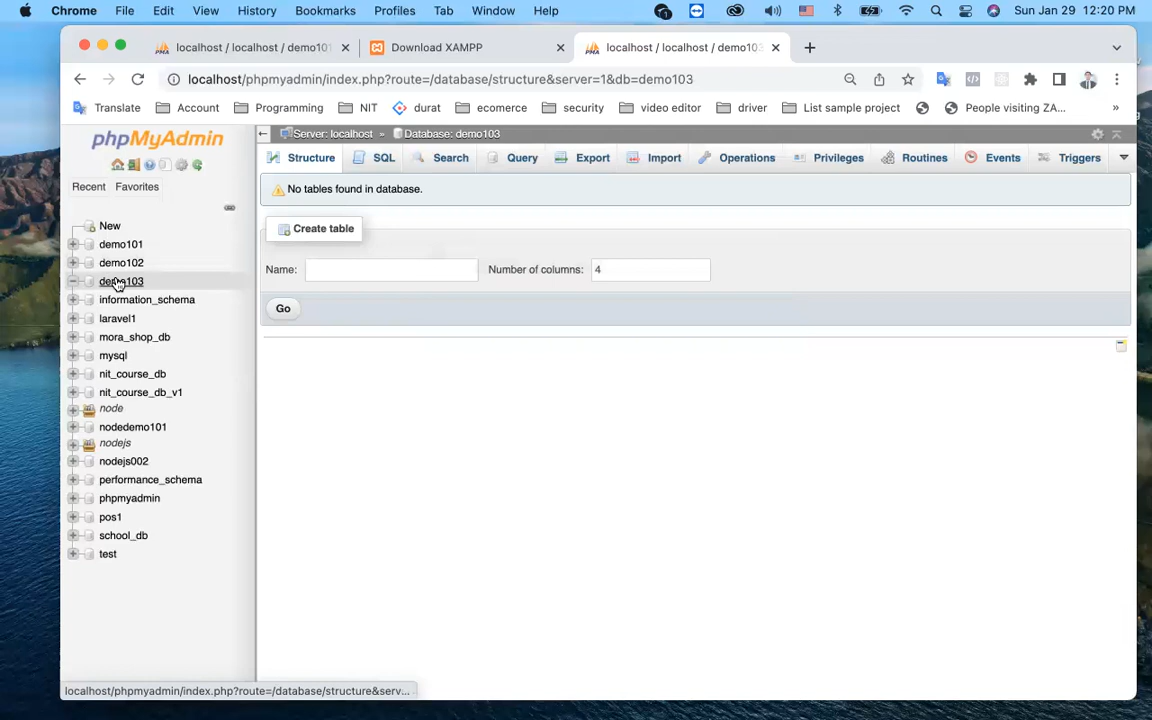 Chrome File Edit View History Bookmarks Profiles Tab Window Help Sun Jan 29 12:20 PM
localhost / localhost / demo101 Download XAMPP localhost / localhost / demo103
localhost/phpmyadmin/index.php?route=/database/structure&server=1&db=demo103
Translate Account Programming NIT durat ecomerce security video editor driver List sample project People visiting ZA... »
phpMyAdmin
Server: localhost » Database: demo103
Structure SQL Search Query Export Import Operations Privileges Routines Events Triggers
Recent Favorites
No tables found in database.
New
Create table
demo101
demo102
Name: Number of columns: 4
demo103
information_schema
Go
laravel1
mora_shop_db
mysql
nit_course_db
nit_course_db_v1
node
nodedemo101
nodejs
nodejs002
performance_schema
phpmyadmin
pos1
school_db
test
localhost/phpmyadmin/index.php?route=/database/structure&serv...